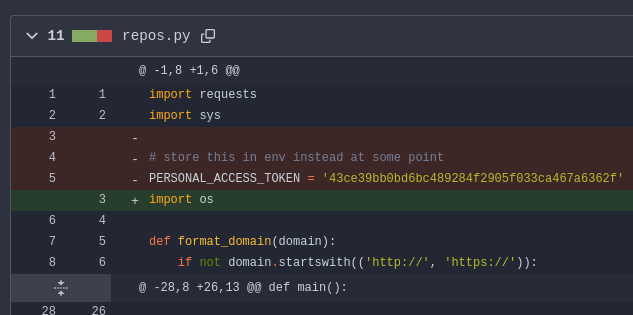 11 repos.py
@ -1,8 +1,6 @@
1 1 import requests
2 2 import sys
3 -
4 - # store this in env instead at some point
5 - PERSONAL_ACCESS_TOKEN = '43ce39bb0bd6bc489284f2905f033ca467a6362f'
3 + import os
6 4
7 5 def format_domain(domain):
8 6 if not domain.startswith(('http://', 'https://')):
@ -28,8 +26,13 @@ def main():
28 26